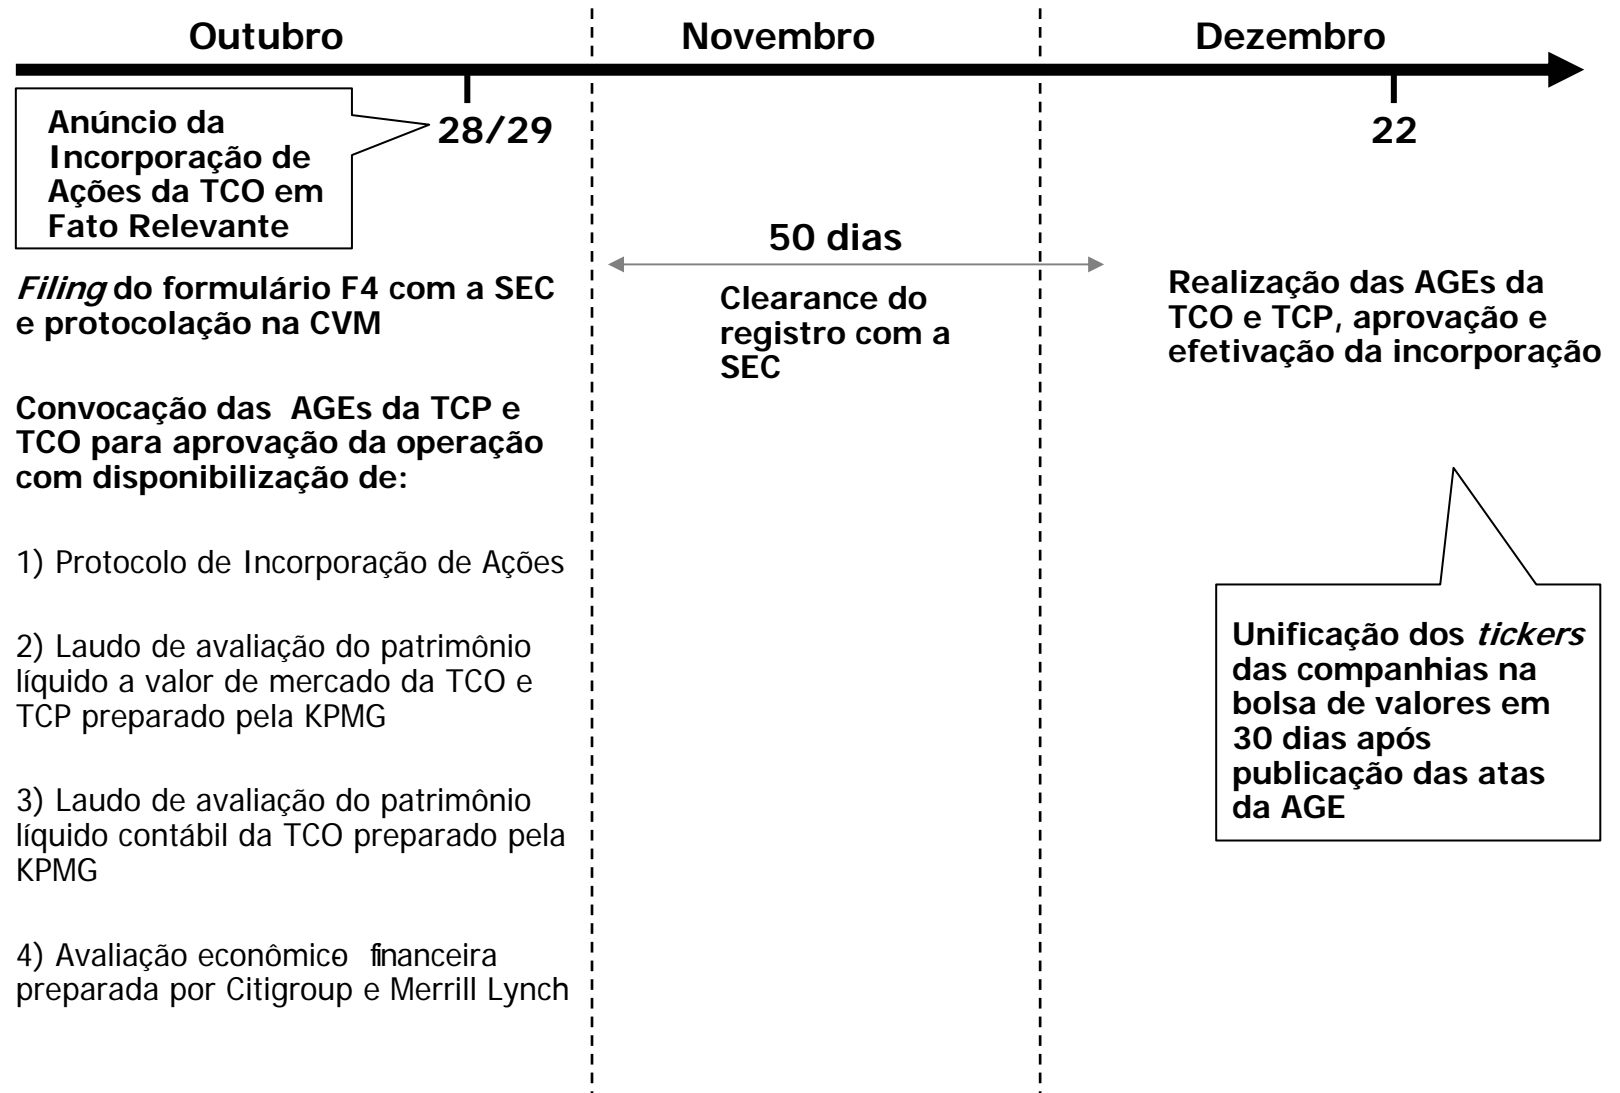 Outubro
Novembro
Dezembro
Anúncio da
Incorporação de
Ações da TCO em
Fato Relevante
28/29
22
50 dias
Filing do formulário F4 com a SEC
e protocolação na CVM
Clearance do
registro com a
SEC
Realização das AGEs da
TCO e TCP, aprovação e
efetivação da incorporação
Convocação das AGEs da TCP e
TCO para aprovação da operação
com disponibilização de:
1) Protocolo de Incorporação de Ações
2) Laudo de avaliação do patrimônio
líquido a valor de mercado da TCO e
TCP preparado pela KPMG
3) Laudo de avaliação do patrimônio
líquido contábil da TCO preparado pela
KPMG
4) Avaliação econômico-financeira
preparada por Citigroup e Merrill Lynch
Unificação dos tickers
das companhias na
bolsa de valores em
30 dias após
publicação das atas
da AGE